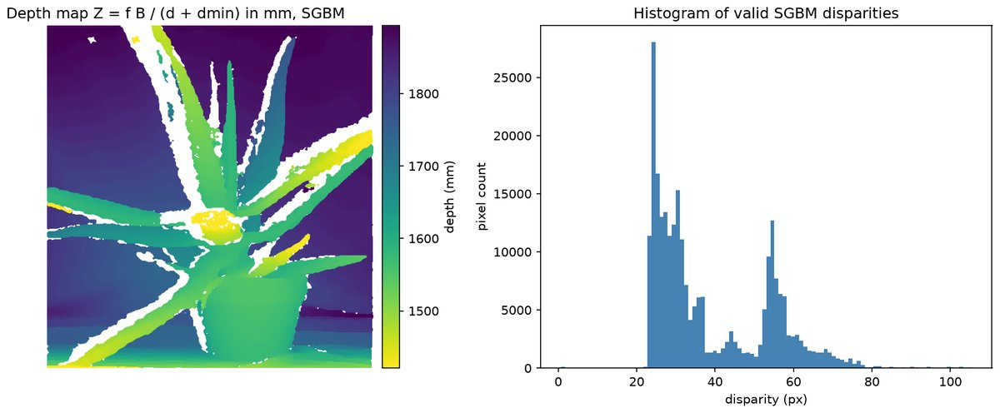 Depth map Z = f B / (d + dmin) in mm, SGBM
1800
1700
1600
1500
depth (mm)
Histogram of valid SGBM disparities
25000
20000
15000
10000
5000
0
pixel count
0 20 40 60 80 100
disparity (px)